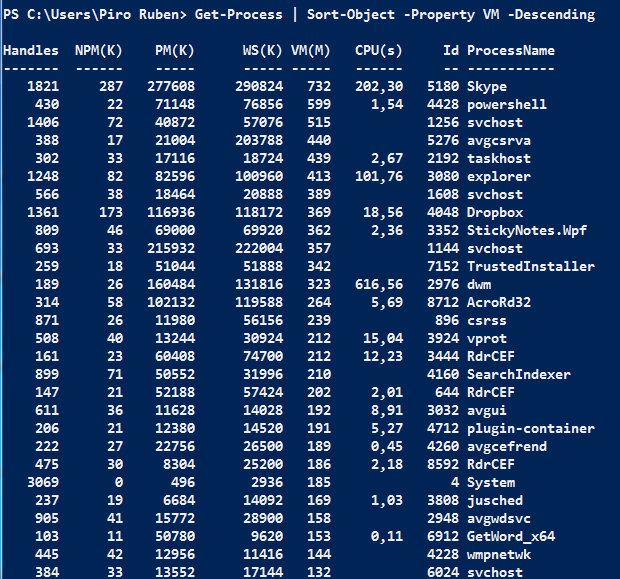 PS C:\Users\Piro Ruben> Get-Process | Sort-Object -Property VM -Descending
Handles NPM(K) PM(K) WS(K) VM(M) CPU(s) Id ProcessName
------- ------ ----- ----- ----- ------ -- -----------
1821 287 277608 290824 732 202,30 5180 Skype
430 22 71148 76856 599 1,54 4428 powershell
1406 72 40872 57076 515 1256 svchost
388 17 21004 203788 440 5276 avgcsrva
302 33 17116 18724 439 2,67 2192 taskhost
1248 82 82596 100960 413 101,76 3080 explorer
566 38 18464 20888 389 1608 svchost
1361 173 116936 118172 369 18,56 4048 Dropbox
809 46 69000 69920 362 2,36 3352 StickyNotes.Wpf
693 33 215932 222004 357 1144 svchost
259 18 51044 51888 342 7152 TrustedInstaller
189 26 160484 131816 323 616,56 2976 dwm
314 58 102132 119588 264 5,69 8712 AcroRd32
871 26 11980 56156 239 896 csrss
508 40 13244 30924 212 15,04 3924 vprot
161 23 60408 74700 212 12,23 3444 RdrCEF
899 71 50552 31996 210 4160 SearchIndexer
147 21 52188 57424 202 2,01 644 RdrCEF
611 36 11628 14028 192 8,91 3032 avgui
206 21 12380 14520 191 5,27 4712 plugin-container
222 27 22756 26500 189 0,45 4260 avgcefrend
475 30 8304 25200 186 2,18 8592 RdrCEF
3069 0 496 2936 185 4 System
237 19 6684 14092 169 1,03 3808 jusched
905 41 15772 28900 158 2948 avgwdsvc
103 11 50780 9620 153 0,11 6912 GetWord_x64
445 42 12956 11416 144 4228 wmpnetwk
384 33 13552 17144 132 6024 svchost